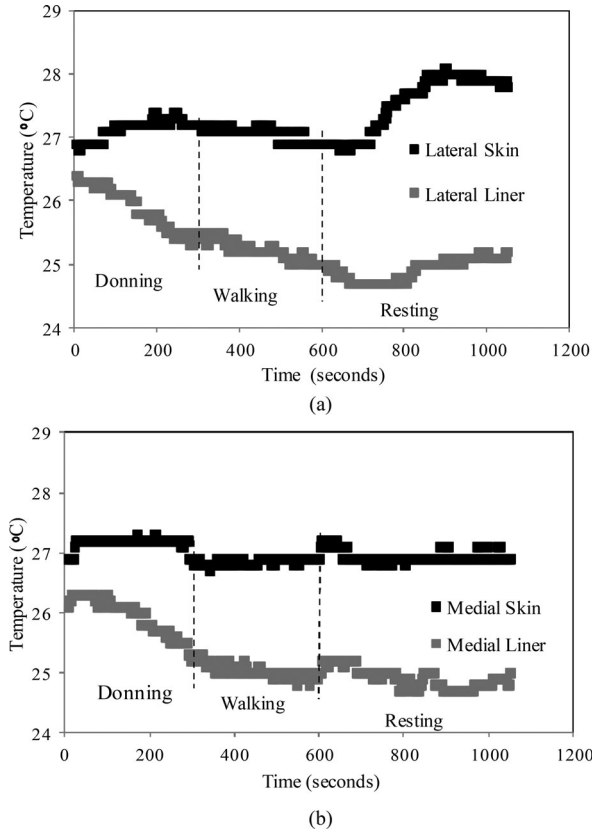 29
28
27
26
25
24
Temperature (°C)
Lateral Skin
Lateral Liner
Donning
Walking
Resting
0 200 400 600 800 1000 1200
Time (seconds)
(a)
29
28
27
26
25
24
Temperature (°C)
Medial Skin
Medial Liner
Donning
Walking
Resting
0 200 400 600 800 1000 1200
Time (seconds)
(b)